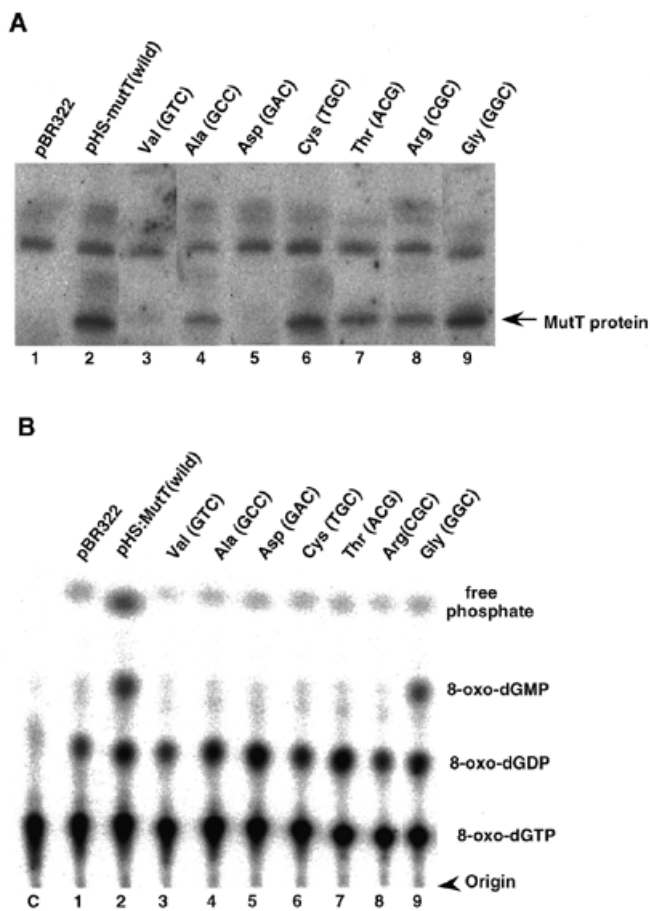 A
pBR322
pHS-mutT(wild)
Val (GTC)
Ala (GCC)
Asp (GAC)
Cys (TGC)
Thr (ACG)
Arg (CGC)
Gly (GGC)
MutT protein
1 2 3 4 5 6 7 8 9
B
pBR322
pHS:MutT(wild)
Val (GTC)
Ala (GCC)
Asp (GAC)
Cys (TGC)
Thr (ACG)
Arg(CGC)
Gly (GGC)
free
phosphate
8-oxo-dGMP
8-oxo-dGDP
8-oxo-dGTP
Origin
C 1 2 3 4 5 6 7 8 9